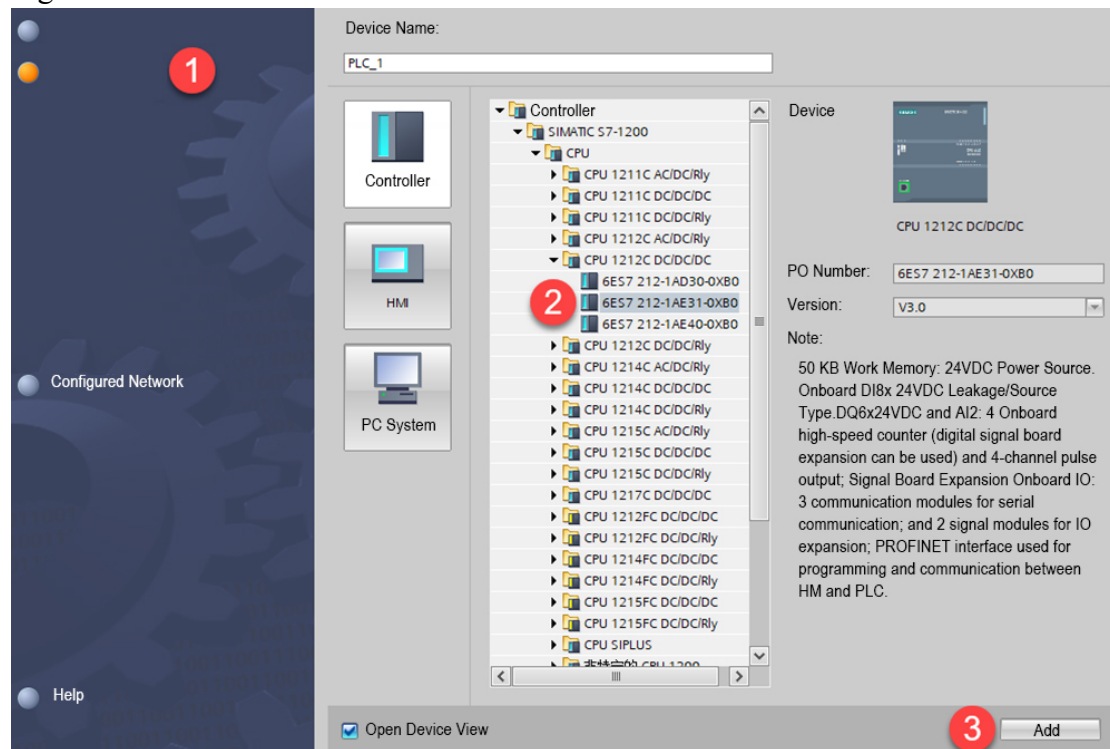 Device Name:
PLC_1
1
Controller
HMI
PC System
Configured Network
Help
Controller
SIMATIC S7-1200
CPU
CPU 1211C AC/DC/Rly
CPU 1211C DC/DC/DC
CPU 1211C DC/DC/Rly
CPU 1212C AC/DC/Rly
CPU 1212C DC/DC/DC
6ES7 212-1AD30-0XB0
2
6ES7 212-1AE31-0XB0
6ES7 212-1AE40-0XB0
CPU 1212C DC/DC/Rly
CPU 1214C AC/DC/Rly
CPU 1214C DC/DC/DC
CPU 1214C DC/DC/Rly
CPU 1215C AC/DC/Rly
CPU 1215C DC/DC/DC
CPU 1215C DC/DC/Rly
CPU 1217C DC/DC/DC
CPU 1212FC DC/DC/DC
CPU 1212FC DC/DC/Rly
CPU 1214FC DC/DC/DC
CPU 1214FC DC/DC/Rly
CPU 1215FC DC/DC/DC
CPU 1215FC DC/DC/Rly
CPU SIPLUS
非特定的 CPU 1200
Device
CPU 1212C DC/DC/DC
PO Number:
6ES7 212-1AE31-0XB0
Version:
V3.0
Note:
50 KB Work Memory: 24VDC Power Source.
Onboard DI8x 24VDC Leakage/Source
Type.DQ6x24VDC and AI2: 4 Onboard
high-speed counter (digital signal board
expansion can be used) and 4-channel pulse
output; Signal Board Expansion Onboard IO:
3 communication modules for serial
communication; and 2 signal modules for IO
expansion; PROFINET interface used for
programming and communication between
HM and PLC.
Open Device View
3
Add